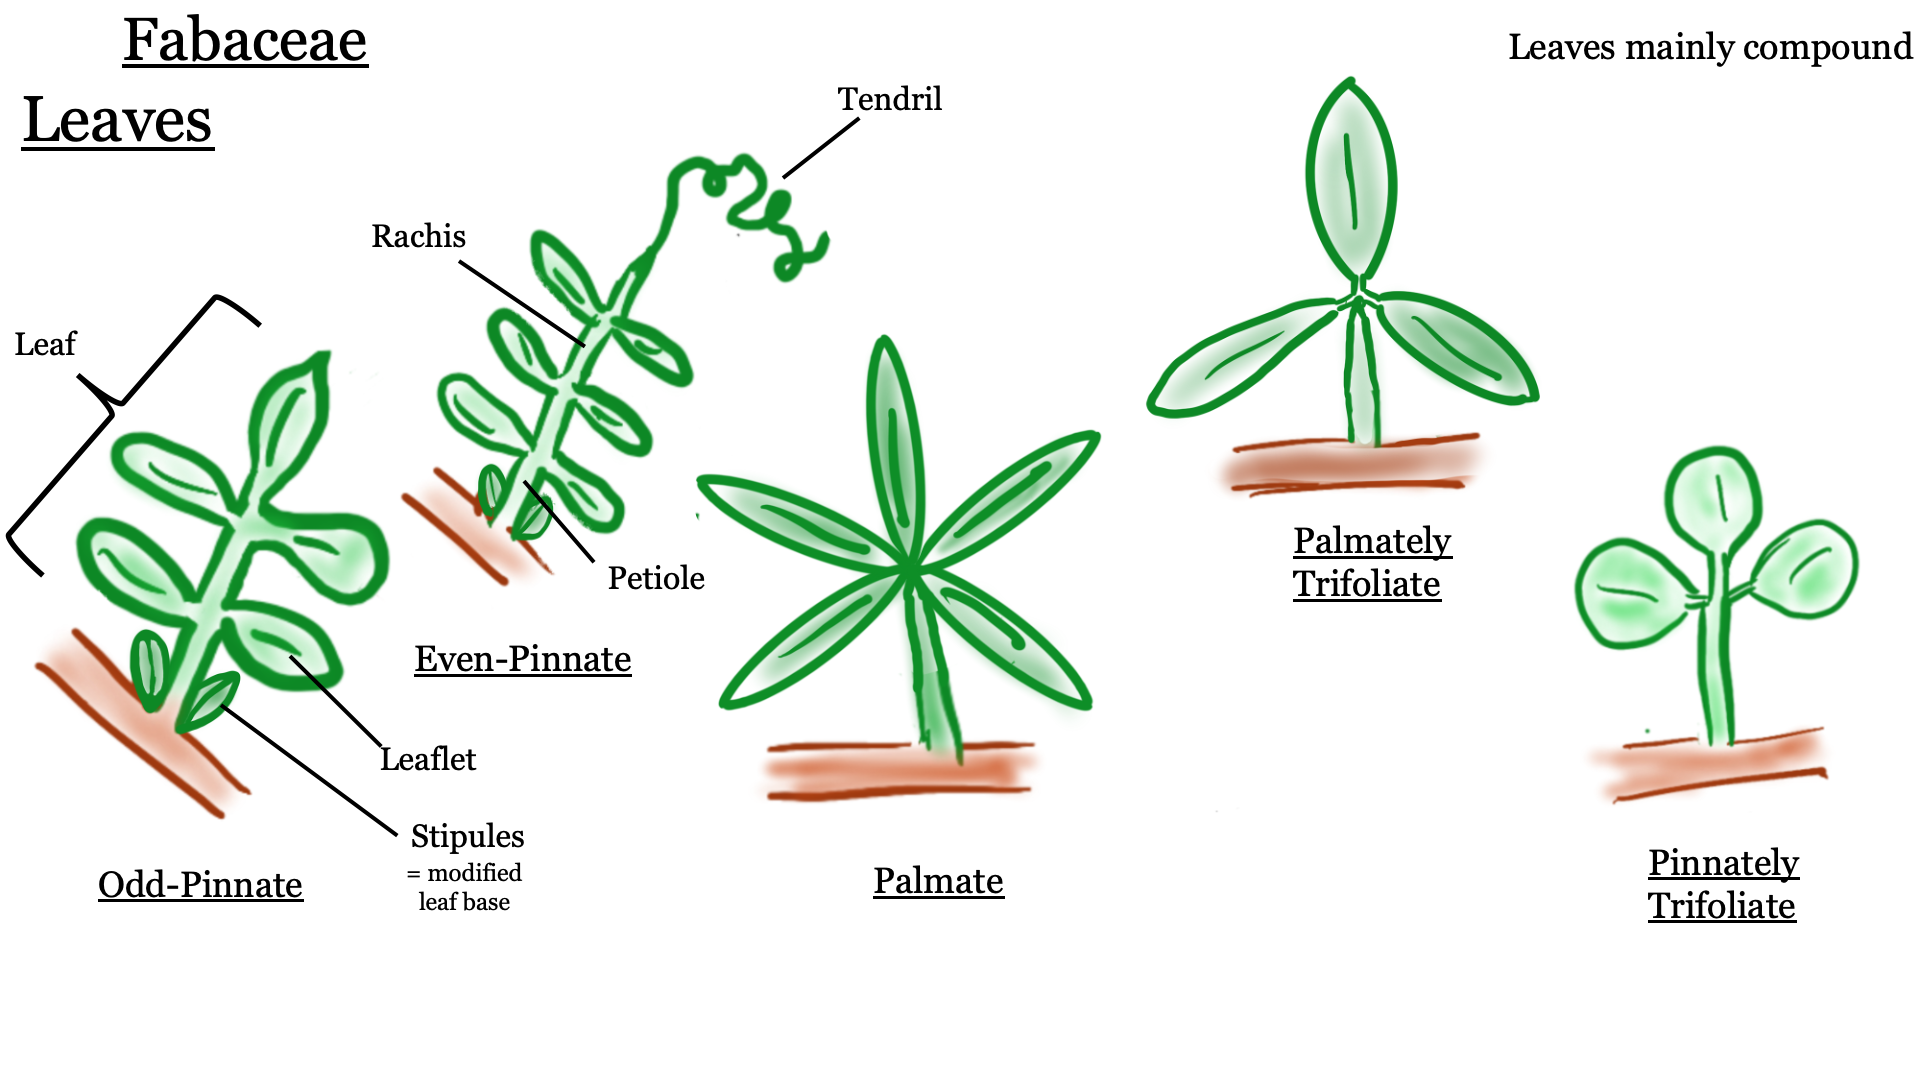 Fabaceae
Leaves
Leaves mainly compound
Tendril
Rachis
Leaf
Petiole
Even-Pinnate
Leaflet
Stipules
= modified
leaf base
Odd-Pinnate
Palmate
Palmately
Trifoliate
Pinnately
Trifoliate